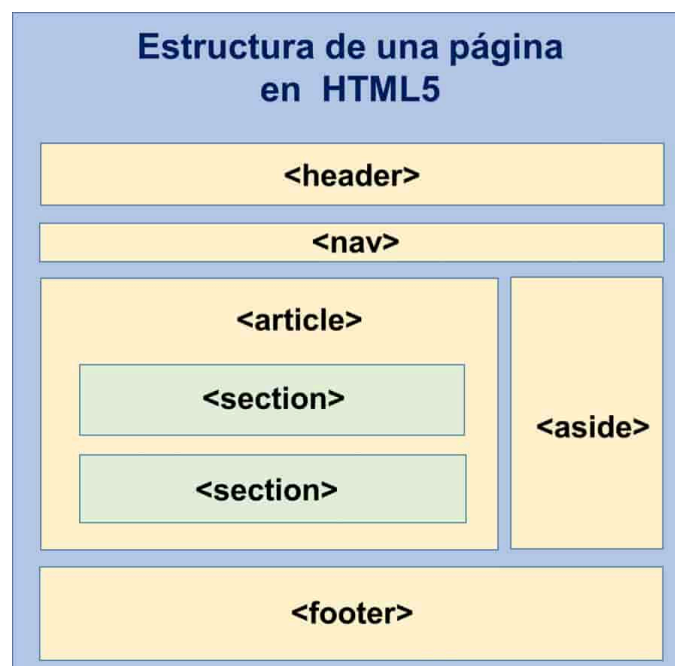 Estructura de una página
en HTML5
<header>
<nav>
<article>
<section>
<section>
<aside>
<footer>